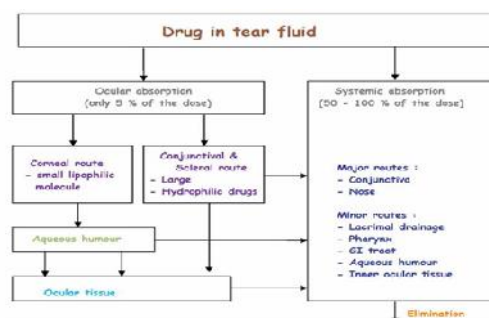 Drug in tear fluid
Ocular absorption
(only 5 % of the dose)
Systemic absorption
(50 - 100 % of the dose)
Corneal route
- small lipophilic
molecule
Conjunctival &
Scleral route
- Large
- Hydrophilic drugs
Major routes :
- Conjunctiva
- Nose
Minor routes :
- Lacrimal drainage
- Pharynx
- GI tract
- Aqueous humour
- Inner ocular tissue
Aqueous humour
Ocular tissue
Elimination